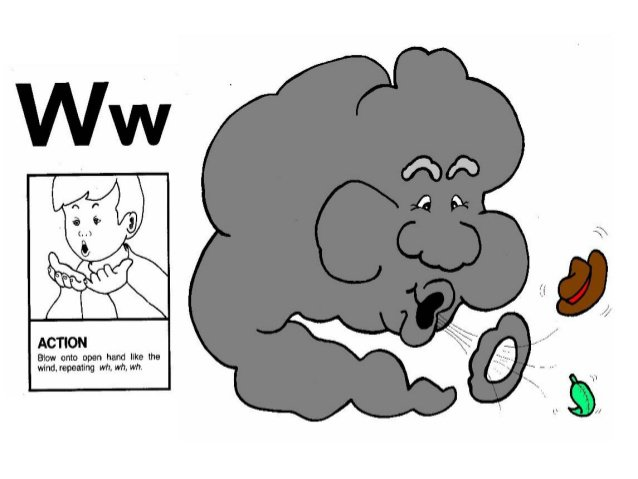 Ww
ACTION
Blow onto open hand like the
wind, repeating wh, wh, wh.